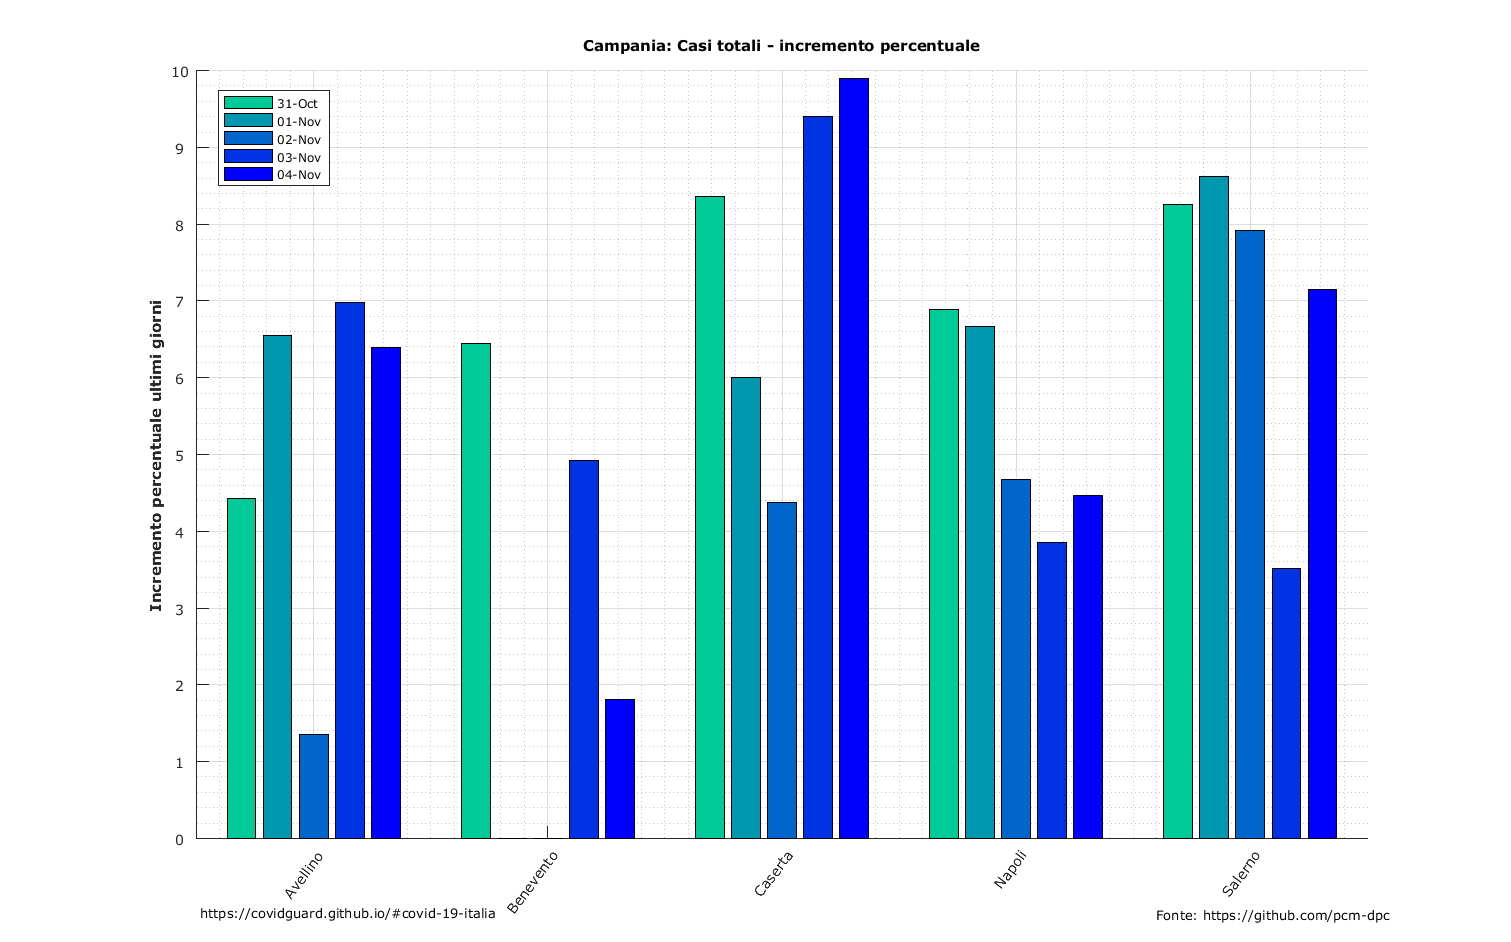 Campania: Casi totali - incremento percentuale
10
9
8
7
6
5
4
3
2
1
0
Incremento percentuale ultimi giorni
31-Oct
01-Nov
02-Nov
03-Nov
04-Nov
Avellino
Benevento
Caserta
Napoli
Salerno
https://covidguard.github.io/#covid-19-italia
Fonte: https://github.com/pcm-dpc